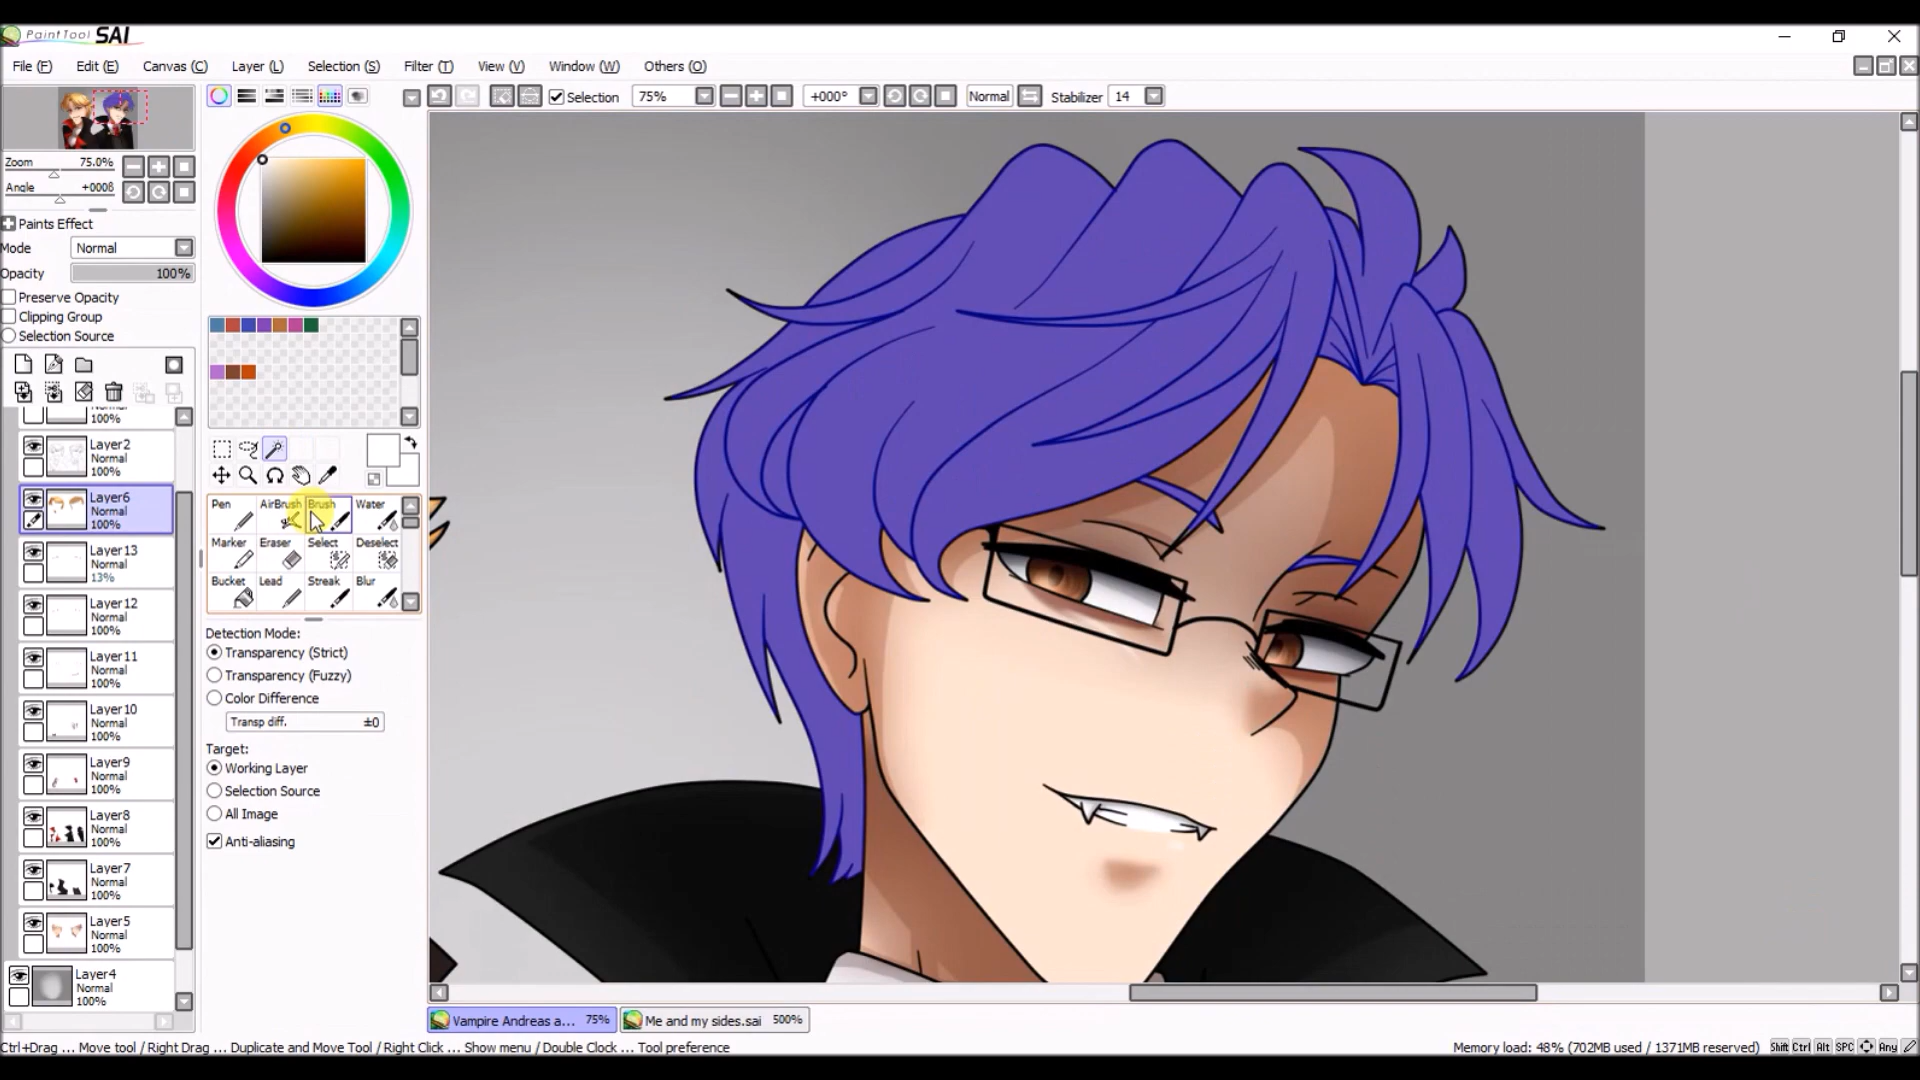 PaintTool SAI
File (F) Edit (E) Canvas (C) Layer (L) Selection (S) Filter (T) View (V) Window (W) Others (O)
Selection 75% +000° Normal Stabilizer 14
Zoom 75.0%
Angle +000ß
Paints Effect
Mode Normal
Opacity 100%
Preserve Opacity
Clipping Group
Selection Source
Normal
100%
Layer2
Normal
100%
Layer6
Normal
100%
Layer13
Normal
13%
Layer12
Normal
100%
Layer11
Normal
100%
Layer10
Normal
100%
Layer9
Normal
100%
Layer8
Normal
100%
Layer7
Normal
100%
Layer5
Normal
100%
Layer4
Normal
100%
Pen AirBrush Brush Water
Marker Eraser Select Deselect
Bucket Lead Streak Blur
Detection Mode:
Transparency (Strict)
Transparency (Fuzzy)
Color Difference
Transp diff. ±0
Target:
Working Layer
Selection Source
All Image
Anti-aliasing
Vampire Andreas a... 75% Me and my sides.sai 500%
Ctrl+Drag ... Move tool / Right Drag ... Duplicate and Move Tool / Right Click ... Show menu / Double Clock ... Tool preference
Memory load: 48% (702MB used / 1371MB reserved) Shift Ctrl Alt SPC Any